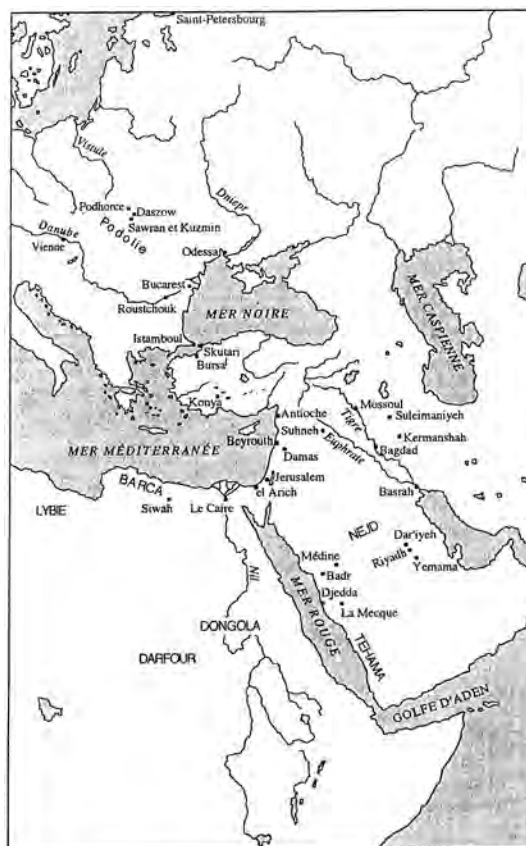 Saint-Petersbourg
Vistule
Dniepr
Podhorce
Daszow
Sawran et Kuzmin
Podolie
Danube
Vienne
Odessa
Bucarest
Roustchouk
MER NOIRE
MER CASPIENNE
Istamboul
Skutari
Bursa
Konya
Antioche
Mossoul
Suleimaniyeh
Suhneh
Tigre
Kermanshah
MER MÉDITERRANÉE
Beyrouth
Euphrate
Bagdad
Damas
BARCA
Jerusalem
Basrah
LYBIE
Siwah
Le Caire
el Arich
NEJD
Dar'iyeh
Médine
Riyadh
Yemama
Badr
Nil
Djedda
MER ROUGE
La Mecque
DONGOLA
TEHAMA
DARFOUR
GOLFE D'ADEN